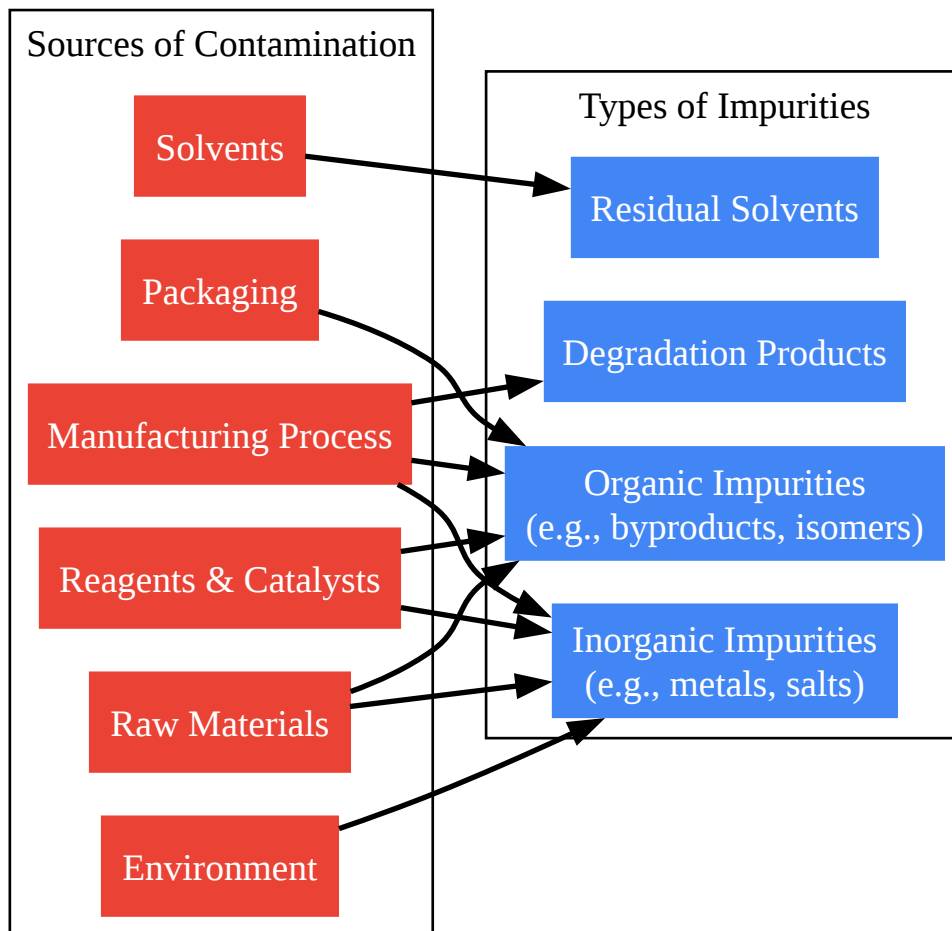 Sources of Contamination
Solvents
Packaging
Manufacturing Process
Reagents & Catalysts
Raw Materials
Environment
Types of Impurities
Residual Solvents
Degradation Products
Organic Impurities
(e.g., byproducts, isomers)
Inorganic Impurities
(e.g., metals, salts)